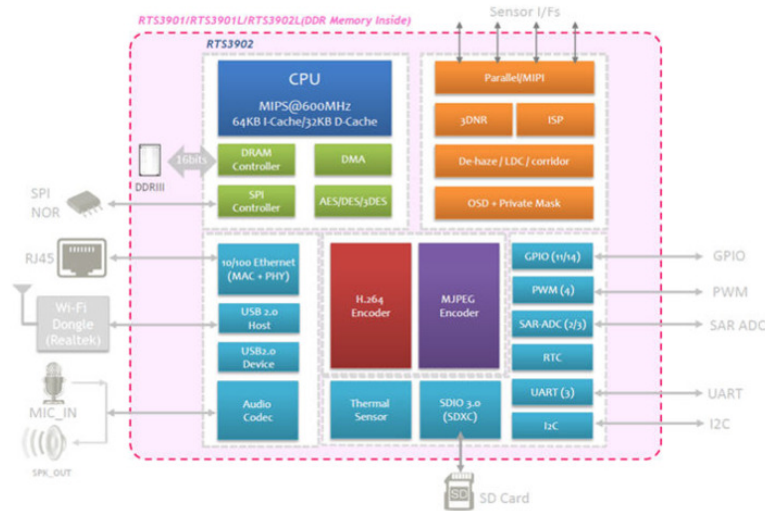 Sensor I/Fs
RTS3901/RTS3901L/RTS3902L(DDR Memory Inside)
RTS3902
CPU
MIPS@600MHz
64KB I-Cache/32KB D-Cache
Parallel/MIPI
3DNR
ISP
DRAM
Controller
DMA
De-haze / LDC / corridor
16bits
DDRIII
SPI
Controller
AES/DES/3DES
OSD + Private Mask
SPI
NOR
RJ45
10/100 Ethernet
(MAC + PHY)
H.264
Encoder
MJPEG
Encoder
GPIO (11/14)
GPIO
PWM (4)
PWM
Wi-Fi
Dongle
(Realtek)
USB 2.0
Host
SAR-ADC (2/3)
SAR ADC
USB2.0
Device
RTC
MIC_IN
Audio
Codec
Thermal
Sensor
SDIO 3.0
(SDXC)
UART (3)
UART
I2C
I2C
SPK_OUT
SD
SD Card